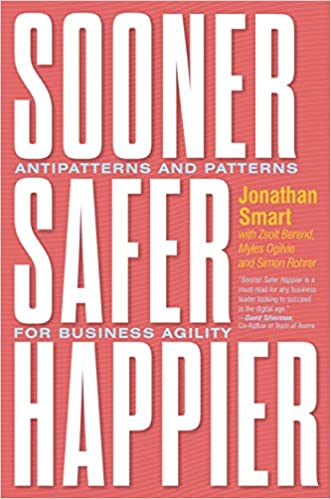 SOONER
ANTIPATTERNS AND PATTERNS
SAFER
Jonathan
Smart
with Zsolt Berend,
Myles Ogilvie
and Simon Rohrer
"Sooner Safer Happier is a
must-read for any business
leader looking to succeed
in the digital age."
—David Silverman,
Co-Author of Team of Teams
FOR BUSINESS AGILITY
HAPPIER